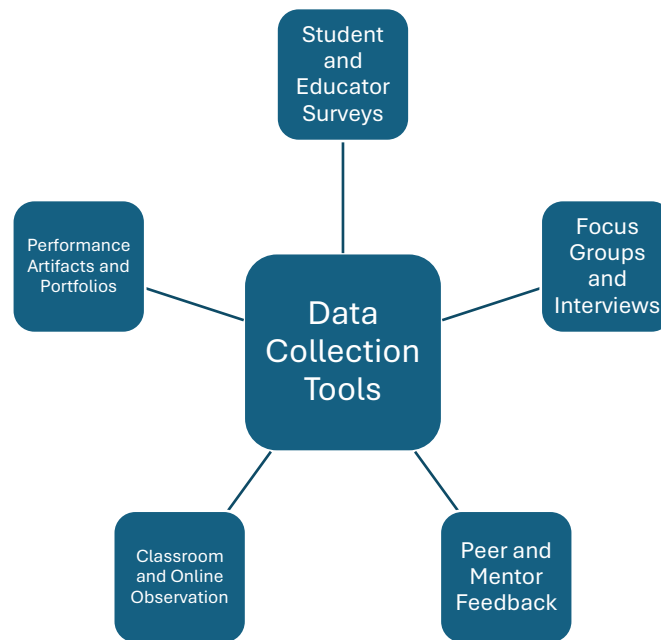 Student
and
Educator
Surveys
Performance
Artifacts and
Portfolios
Focus
Groups
and
Interviews
Data
Collection
Tools
Classroom
and Online
Observation
Peer and
Mentor
Feedback